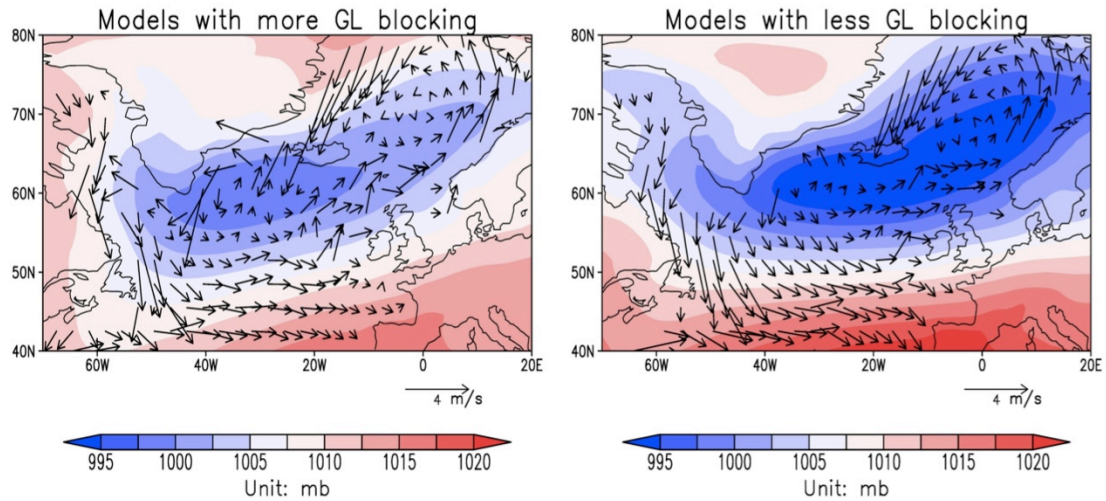 Models with more GL blocking
80N
70N
60N
50N
40N
60W 40W 20W 0 20E
4 m/s
995 1000 1005 1010 1015 1020
Unit: mb
Models with less GL blocking
80N
70N
60N
50N
40N
60W 40W 20W 0 20E
4 m/s
995 1000 1005 1010 1015 1020
Unit: mb